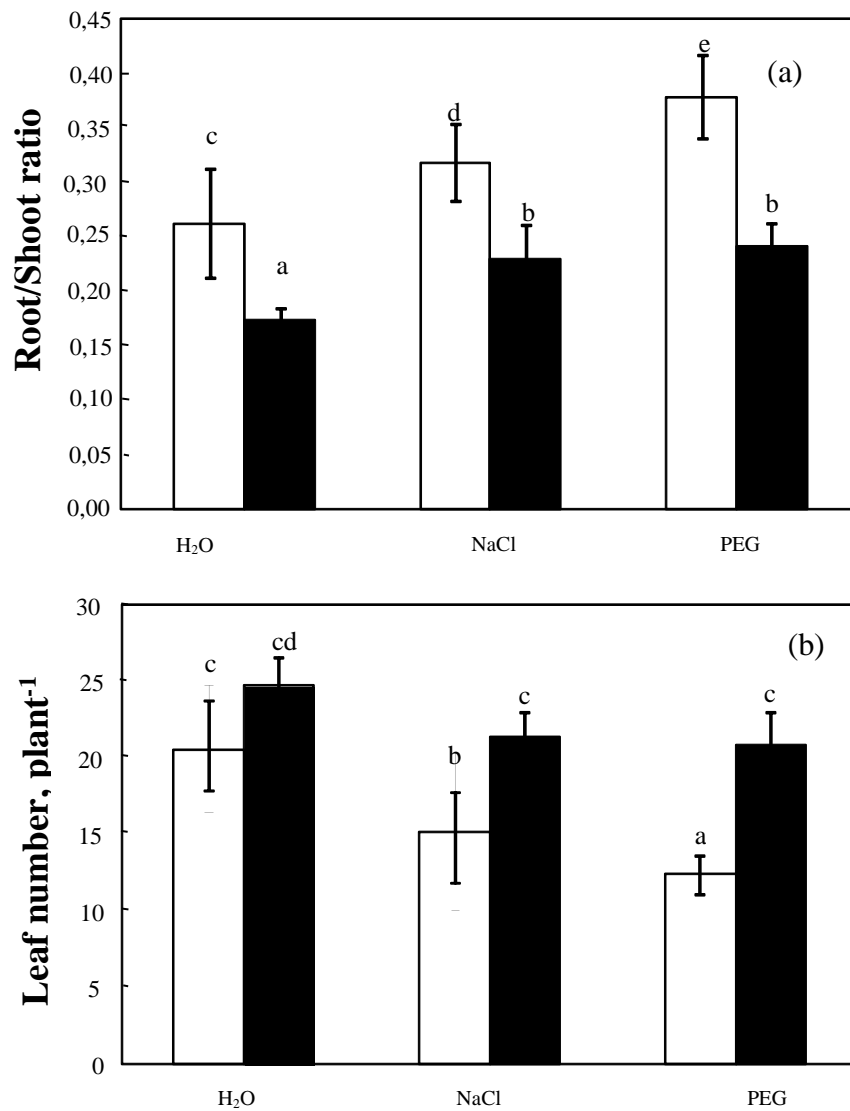 0,45
(a)
e
0,40
d
0,35
c
0,30
b
b
0,25
a
0,20
0,15
0,10
0,05
0,00
Root/Shoot ratio
H₂O NaCl PEG
30
(b)
c
cd
c
c
25
b
20
a
15
10
5
0
Leaf number, plant⁻¹
H₂O NaCl PEG